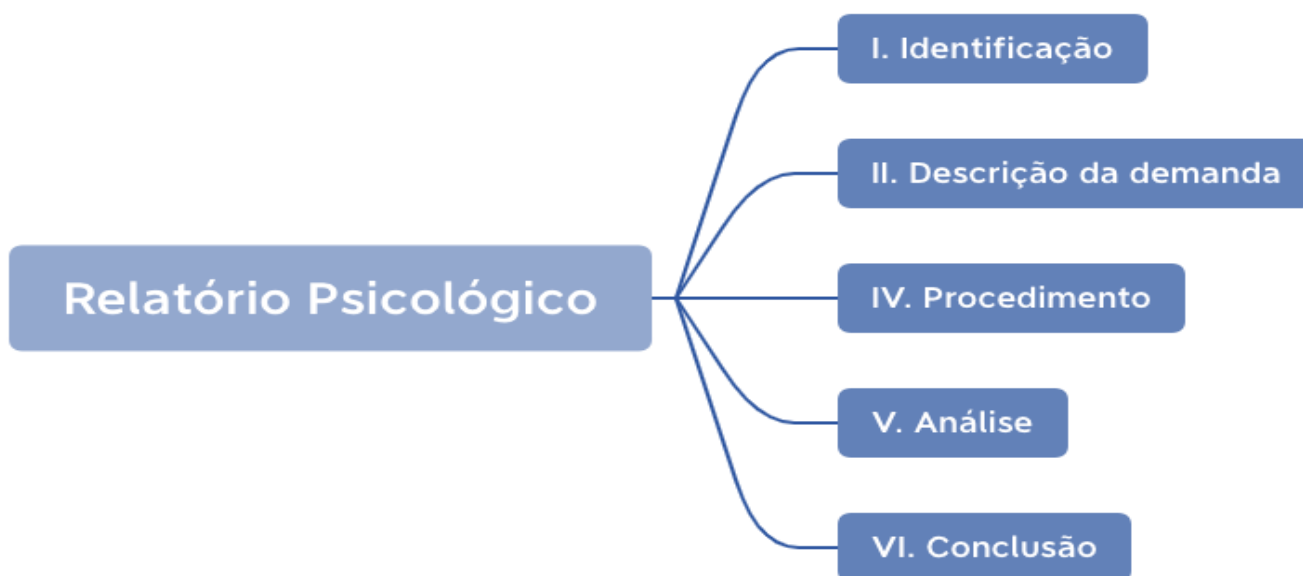 Relatório Psicológico
I. Identificação
II. Descrição da demanda
IV. Procedimento
V. Análise
VI. Conclusão